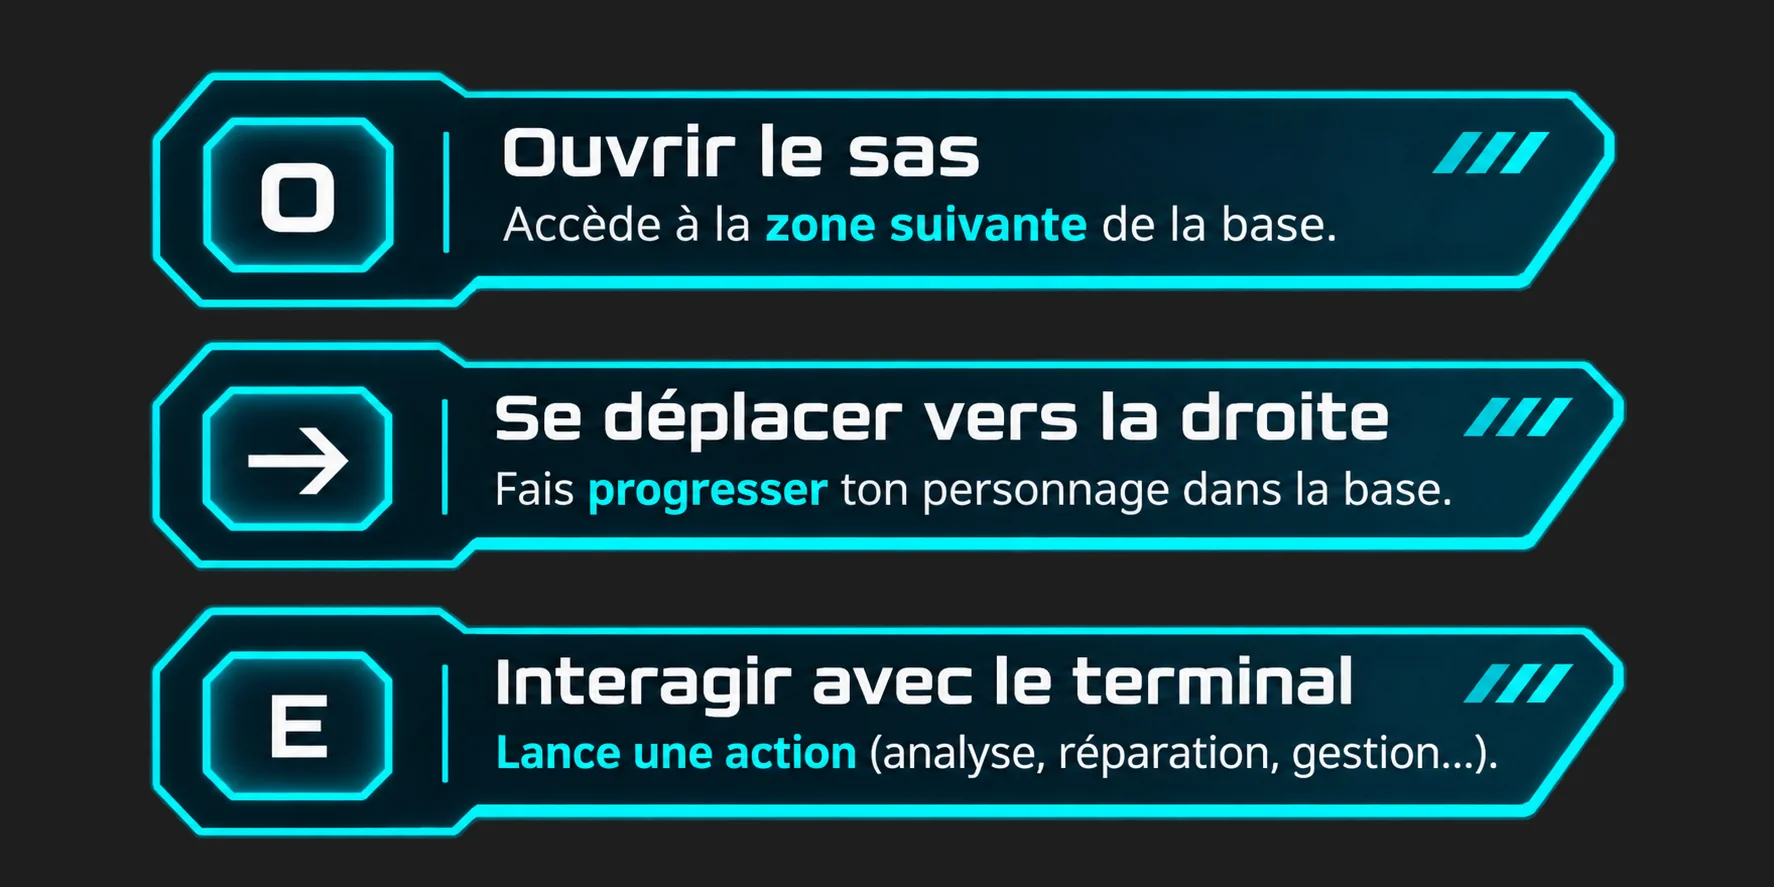 O
Ouvrir le sas
Accède à la zone suivante de la base.
→
Se déplacer vers la droite
Fais progresser ton personnage dans la base.
E
Interagir avec le terminal
Lance une action (analyse, réparation, gestion...).